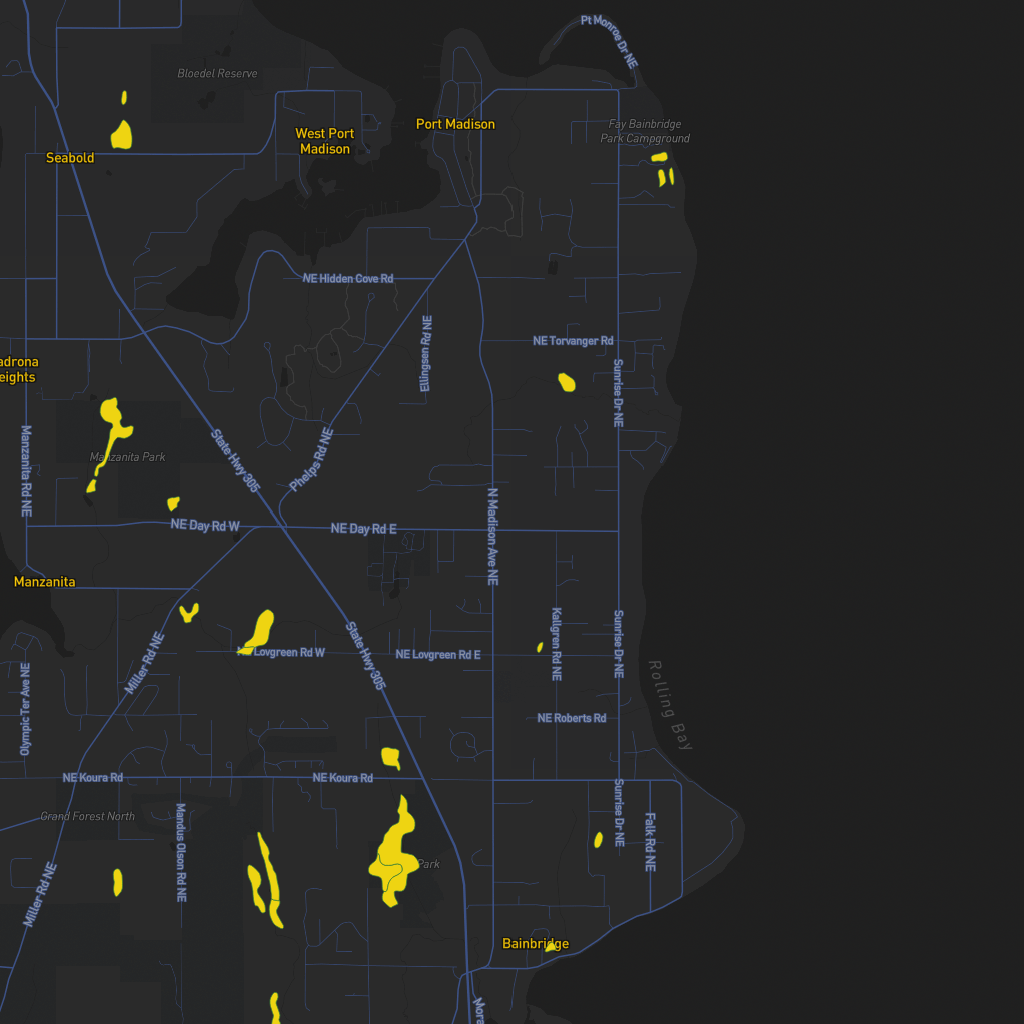 Pt Monroe Dr NE
Bloedel Reserve
Port Madison
Fay Bainbridge
Park Campground
West Port
Madison
Seabold
NE Hidden Cove Rd
Ellingsen Rd NE
NE Torvanger Rd
Sunrise Dr NE
adrona
eights
Manzanita Rd NE
Manzanita Park
State Hwy 305
Phelps Rd NE
N Madison Ave NE
NE Day Rd W
NE Day Rd E
Manzanita
Miller Rd NE
NE Lovgreen Rd W
State Hwy 305
NE Lovgreen Rd E
Kallgren Rd NE
Sunrise Dr NE
Olympic Ter Ave NE
Rolling Bay
NE Roberts Rd
NE Koura Rd
NE Koura Rd
Sunrise Dr NE
Grand Forest North
Mandus Olson Rd NE
Falk Rd NE
Park
Miller Rd NE
Bainbridge
Mora